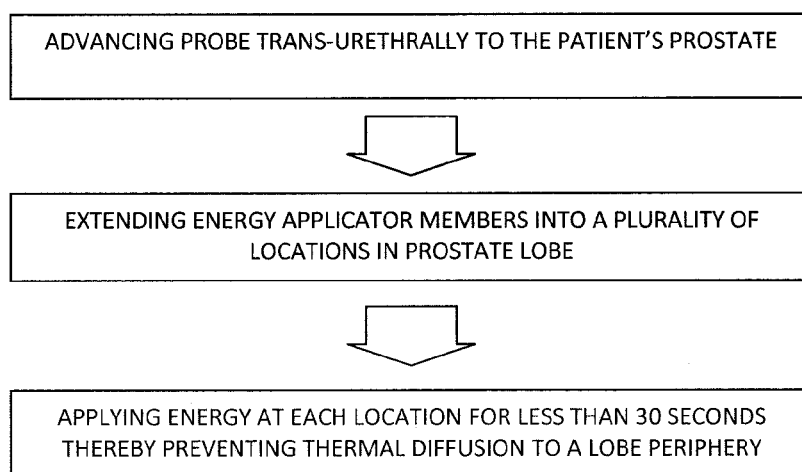 ADVANCING PROBE TRANS-URETHRALLY TO THE PATIENT'S PROSTATE
EXTENDING ENERGY APPLICATOR MEMBERS INTO A PLURALITY OF
LOCATIONS IN PROSTATE LOBE
APPLYING ENERGY AT EACH LOCATION FOR LESS THAN 30 SECONDS
THEREBY PREVENTING THERMAL DIFFUSION TO A LOBE PERIPHERY